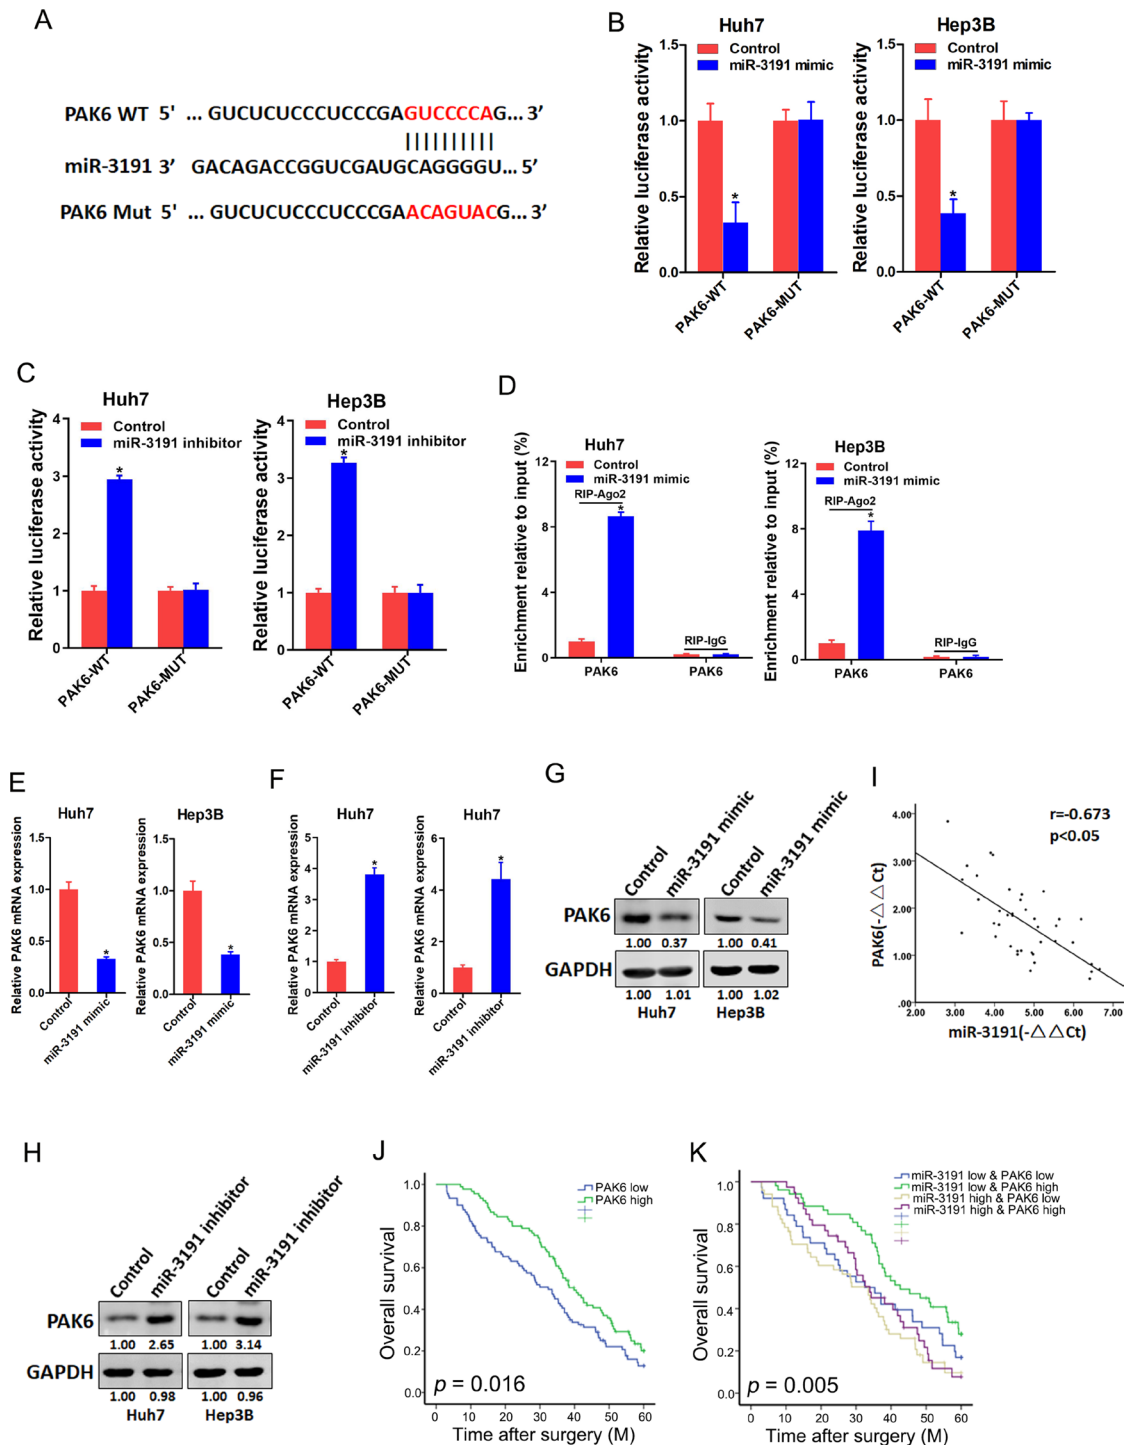 A
PAK6 WT 5' ... GUCUCUCCCUCCCGAGUCCCCAG... 3’
miR-3191 3’ GACAGACCGGUCGAUGCAGGGGU... 5’
PAK6 Mut 5' ... GUCUCUCCCUCCCGAACAGUACG... 3’
B
Huh7
Control
miR-3191 mimic
Relative luciferase activity
1.5
1.0
0.5
0.0
*
PAK6-WT
PAK6-MUT
Hep3B
Control
miR-3191 mimic
Relative luciferase activity
1.5
1.0
0.5
0.0
*
PAK6-WT
PAK6-MUT
C
Huh7
Control
miR-3191 inhibitor
Relative luciferase activity
4
3
2
1
0
*
PAK6-WT
PAK6-MUT
Hep3B
Control
miR-3191 inhibitor
Relative luciferase activity
4
3
2
1
0
*
PAK6-WT
PAK6-MUT
D
Huh7
Control
miR-3191 mimic
Enrichment relative to input (%)
12
8
4
0
RIP-Ago2
*
RIP-IgG
PAK6
PAK6
Hep3B
Control
miR-3191 mimic
Enrichment relative to input (%)
12
8
4
0
RIP-Ago2
*
RIP-IgG
PAK6
PAK6
E
Huh7
Relative PAK6 mRNA expression
1.5
1.0
0.5
0.0
*
Control
miR-3191 mimic
Hep3B
Relative PAK6 mRNA expression
1.5
1.0
0.5
0.0
*
Control
miR-3191 mimic
F
Huh7
Relative PAK6 mRNA expression
5
4
3
2
1
0
*
Control
miR-3191 inhibitor
Huh7
Relative PAK6 mRNA expression
6
4
2
0
*
Control
miR-3191 inhibitor
G
Control
miR-3191 mimic
Control
miR-3191 mimic
PAK6
1.00 0.37 1.00 0.41
GAPDH
1.00 1.01 1.00 1.02
Huh7 Hep3B
I
r=-0.673
p<0.05
PAK6(-△△Ct)
4.00
3.00
2.00
1.00
.00
2.00 3.00 4.00 5.00 6.00 7.00
miR-3191(-△△Ct)
H
Control
miR-3191 inhibitor
Control
miR-3191 inhibitor
PAK6
1.00 2.65 1.00 3.14
GAPDH
1.00 0.98 1.00 0.96
Huh7 Hep3B
J
PAK6 low
PAK6 high
Overall survival
1.0
0.8
0.6
0.4
0.2
0.0
p = 0.016
0 10 20 30 40 50 60
Time after surgery (M)
K
miR-3191 low & PAK6 low
miR-3191 low & PAK6 high
miR-3191 high & PAK6 low
miR-3191 high & PAK6 high
Overall survival
1.0
0.8
0.6
0.4
0.2
0.0
p = 0.005
0 10 20 30 40 50 60
Time after surgery (M)